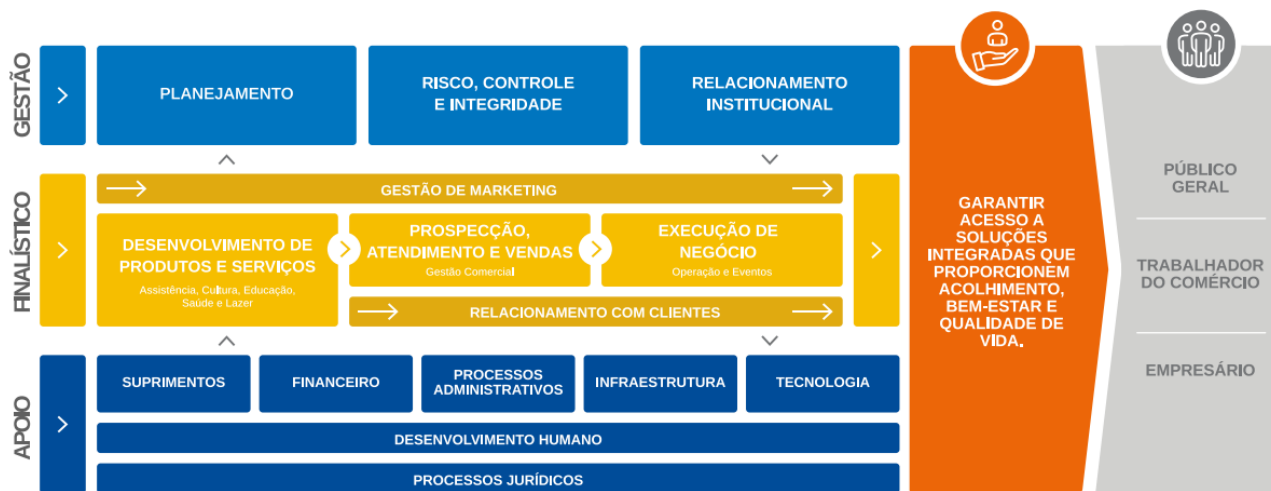 GESTÃO
PLANEJAMENTO
RISCO, CONTROLE
E INTEGRIDADE
RELACIONAMENTO
INSTITUCIONAL
FINALÍSTICO
GESTÃO DE MARKETING
DESENVOLVIMENTO DE
PRODUTOS E SERVIÇOS
Assistência, Cultura, Educação,
Saúde e Lazer
PROSPECÇÃO,
ATENDIMENTO E VENDAS
Gestão Comercial
EXECUÇÃO DE
NEGÓCIO
Operação e Eventos
RELACIONAMENTO COM CLIENTES
APOIO
SUPRIMENTOS
FINANCEIRO
PROCESSOS
ADMINISTRATIVOS
INFRAESTRUTURA
TECNOLOGIA
DESENVOLVIMENTO HUMANO
PROCESSOS JURÍDICOS
GARANTIR
ACESSO A
SOLUÇÕES
INTEGRADAS QUE
PROPORCIONEM
ACOLHIMENTO,
BEM-ESTAR E
QUALIDADE DE
VIDA.
PÚBLICO
GERAL
TRABALHADOR
DO COMÉRCIO
EMPRESÁRIO